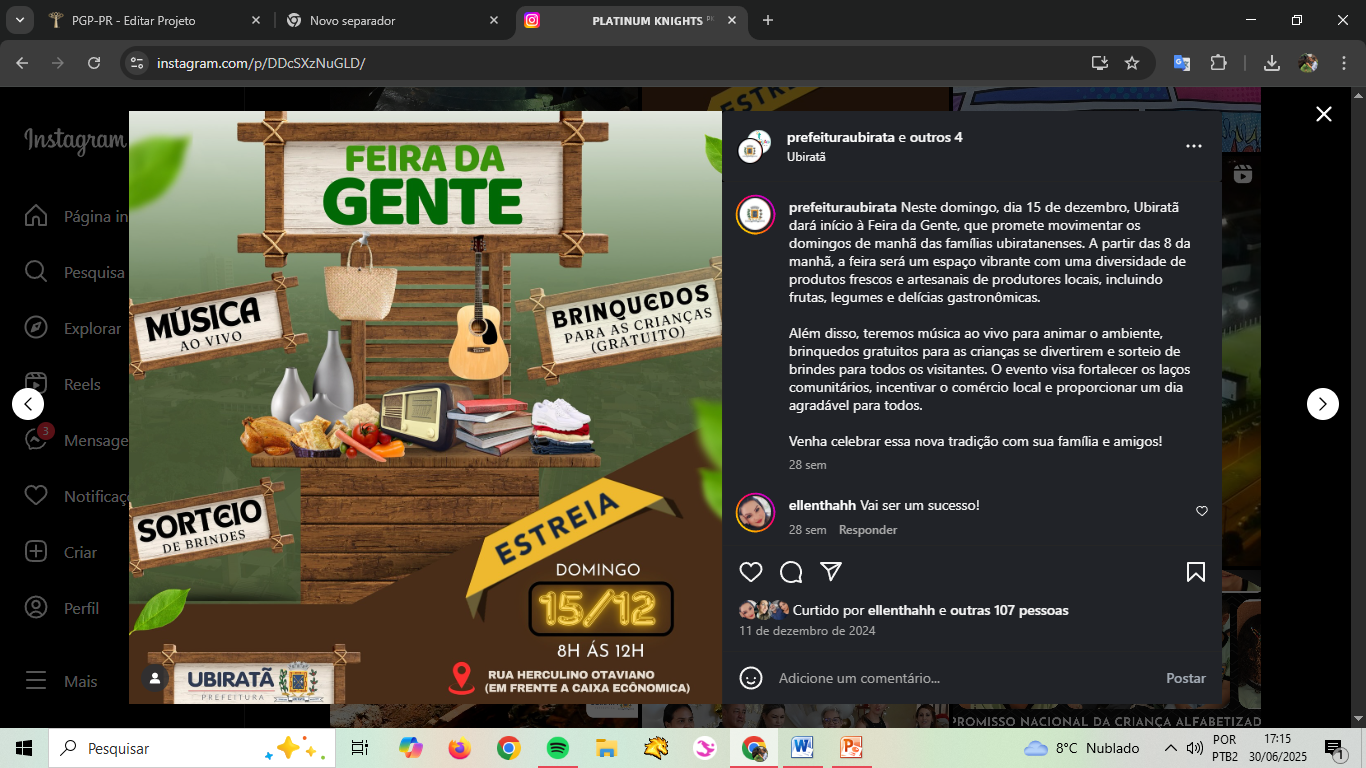 PGP-PR - Editar Projeto
Novo separador
PLATINUM KNIGHTS
instagram.com/p/DDcSXzNuGLD/
Instagram
Página in
Pesquisa
Explorar
Reels
3
Mensage
Notificaç
Criar
Perfil
Mais
ESTREIA
FEIRA DA
GENTE
MÚSICA
AO VIVO
BRINQUEDOS
PARA AS CRIANÇAS
(GRATUITO)
SORTEIO
DE BRINDES
ESTREIA
DOMINGO
15/12
8H ÁS 12H
RUA HERCULINO OTAVIANO
(EM FRENTE A CAIXA ECÔNOMICA)
UBIRATÃ
PREFEITURA
prefeituraubirata e outros 4
Ubiratã
prefeituraubirata Neste domingo, dia 15 de dezembro, Ubiratã
dará início à Feira da Gente, que promete movimentar os
domingos de manhã das famílias ubiratanenses. A partir das 8 da
manhã, a feira será um espaço vibrante com uma diversidade de
produtos frescos e artesanais de produtores locais, incluindo
frutas, legumes e delícias gastronômicas.
Além disso, teremos música ao vivo para animar o ambiente,
brinquedos gratuitos para as crianças se divertirem e sorteio de
brindes para todos os visitantes. O evento visa fortalecer os laços
comunitários, incentivar o comércio local e proporcionar um dia
agradável para todos.
Venha celebrar essa nova tradição com sua família e amigos!
28 sem
ellenthahh Vai ser um sucesso!
28 sem Responder
Curtido por ellenthahh e outras 107 pessoas
11 de dezembro de 2024
Adicione um comentário...
Postar
PROMISSO NACIONAL DA CRIANÇA ALFABETIZAD
Pesquisar
8°C Nublado
POR
PTB2
17:15
30/06/2025
1